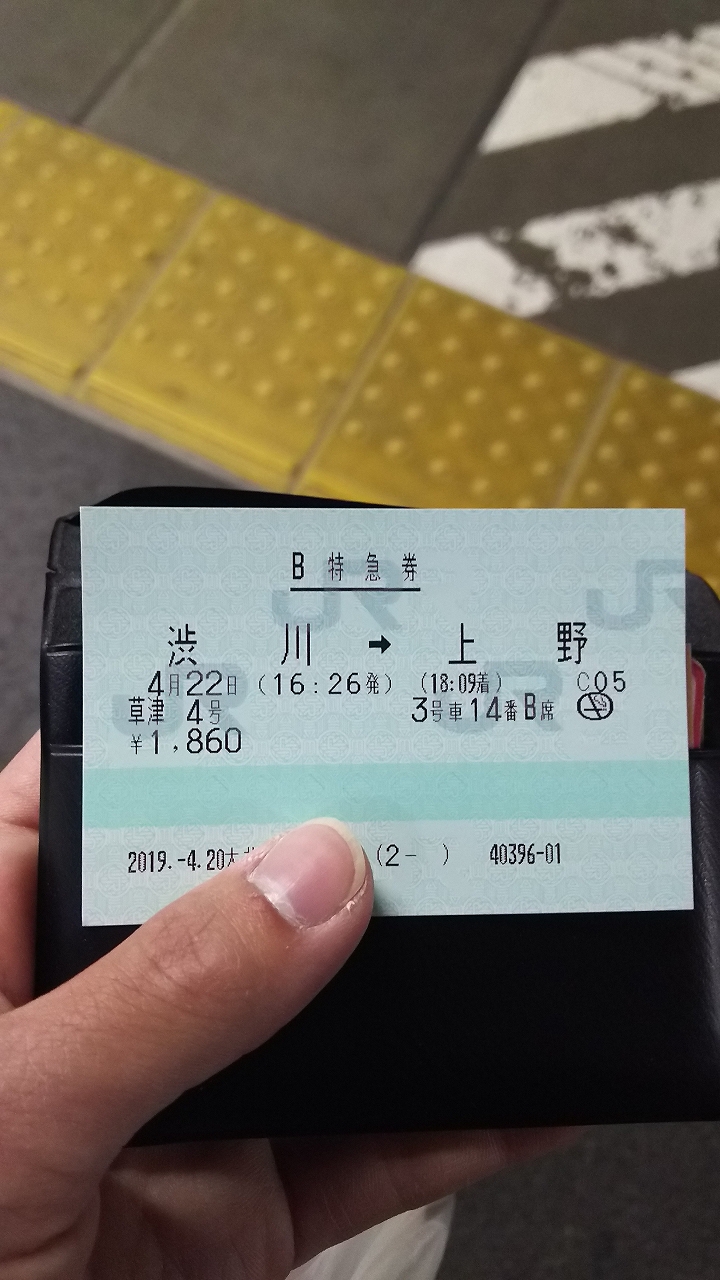 B 特急券
渋川 → 上野
4月22日 (16:26発) (18:09着) C05
草津 4号 3号車14番B席
¥1,860
2019.-4.20 (2- ) 40396-01